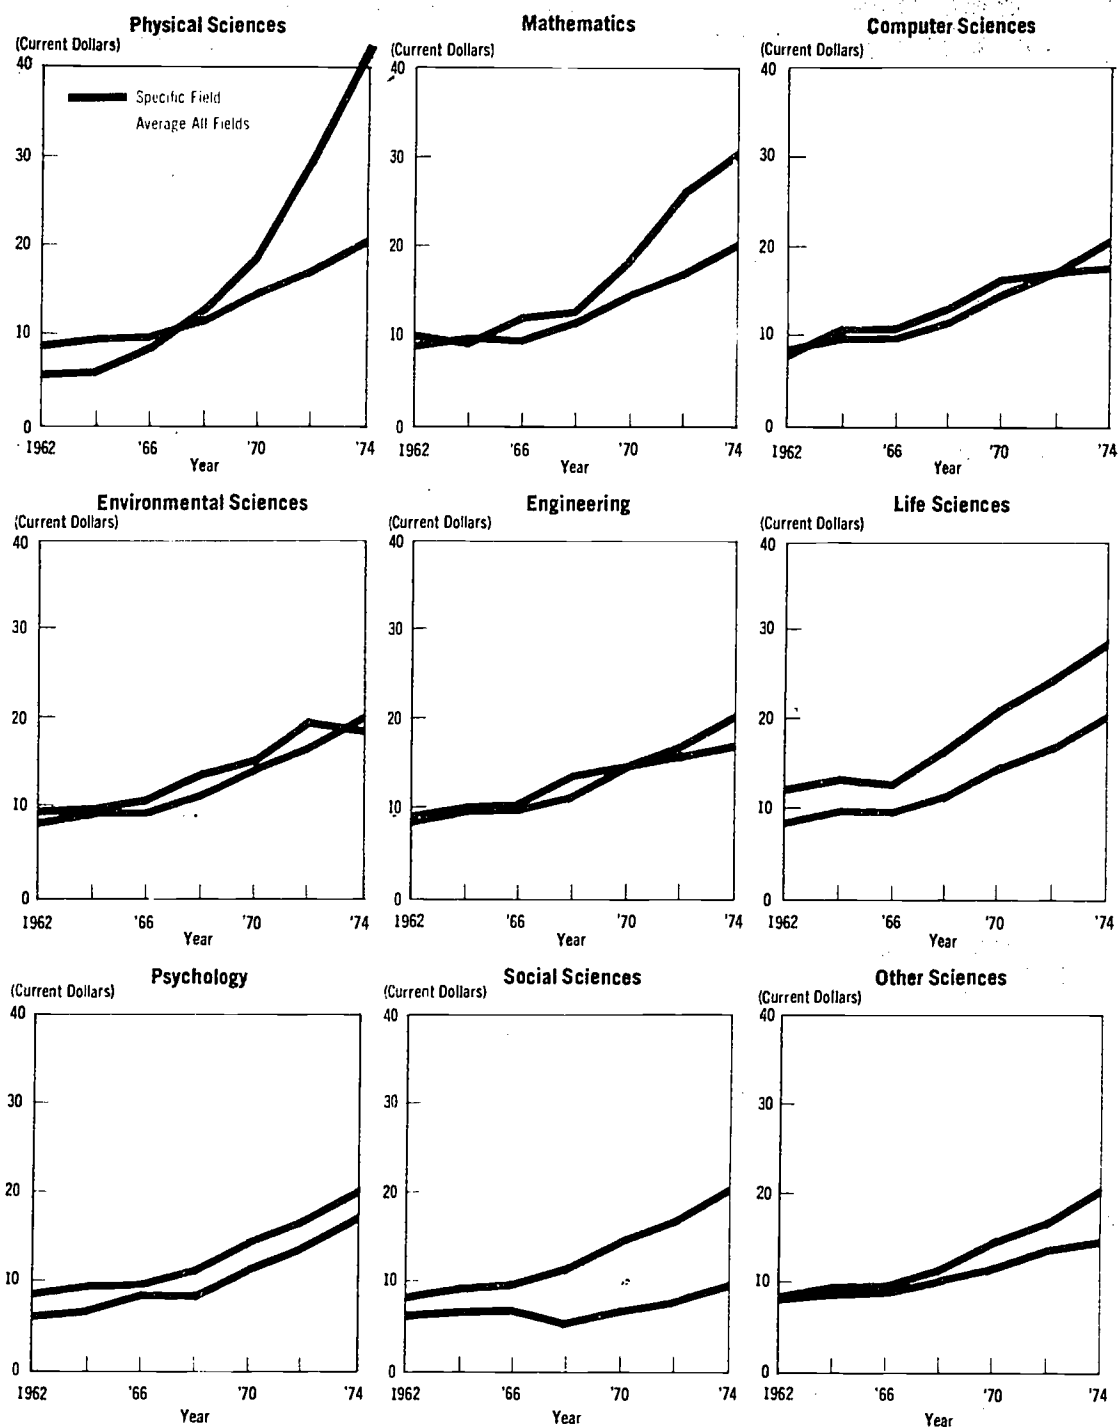 Physical Sciences
(Current Dollars)
40
30
20
10
0
Specific Field
Average All Fields
1962 '66 '70 '74
Year
Mathematics
(Current Dollars)
40
30
20
10
0
1962 '66 '70 '74
Year
Computer Sciences
(Current Dollars)
40
30
20
10
0
1962 '66 '70 '74
Year
Environmental Sciences
(Current Dollars)
40
30
20
10
0
1962 '66 '70 '74
Year
Engineering
(Current Dollars)
40
30
20
10
0
1962 '66 '70 '74
Year
Life Sciences
(Current Dollars)
40
30
20
10
0
1962 '66 '70 '74
Year
Psychology
(Current Dollars)
40
30
20
10
0
1962 '66 '70 '74
Year
Social Sciences
(Current Dollars)
40
30
20
10
0
1962 '66 '70 '74
Year
Other Sciences
(Current Dollars)
40
30
20
10
0
1962 '66 '70 '74
Year